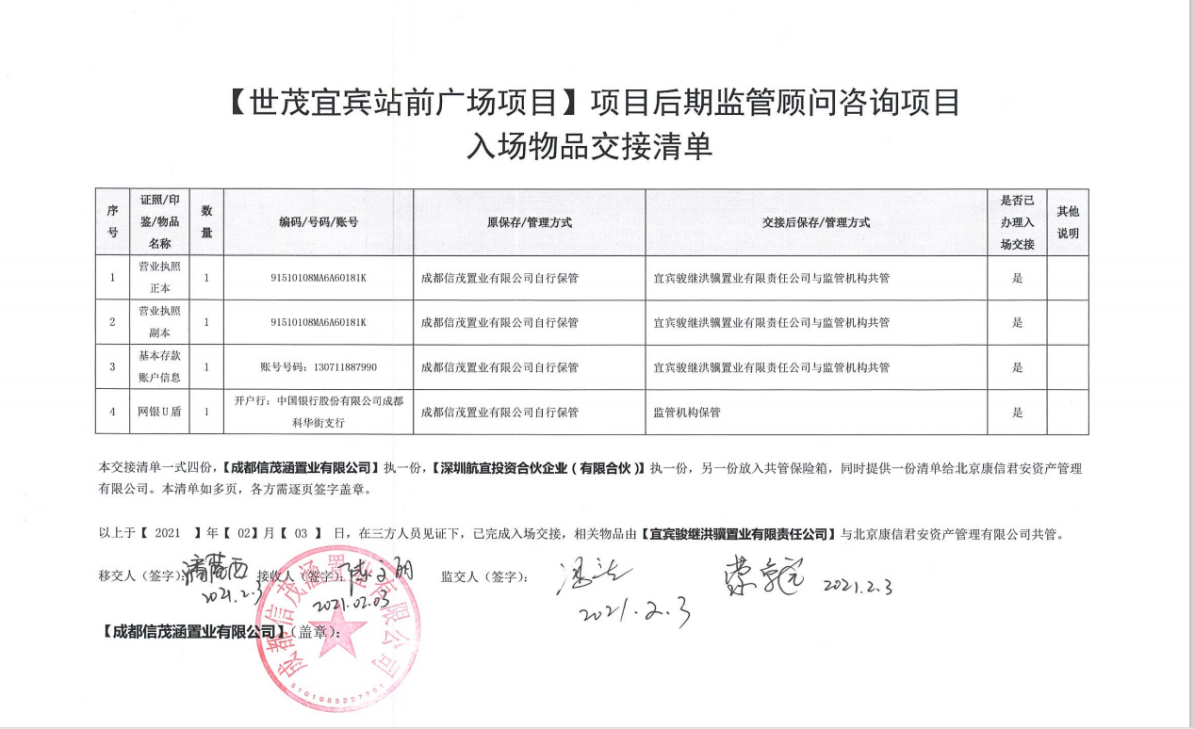 【世茂宜宾站前广场项目】项目后期监管顾问咨询项目
入场物品交接清单
序号 证照/印鉴/物品名称 数量 编码/号码/账号 原保存/管理方式 交接后保存/管理方式 是否已办理入场交接 其他说明
1 营业执照正本 1 91510108MA6A60181K 成都信茂置业有限公司自行保管 宜宾骏继洪骥置业有限责任公司与监管机构共管 是
2 营业执照副本 1 91510108MA6A60181K 成都信茂置业有限公司自行保管 宜宾骏继洪骥置业有限责任公司与监管机构共管 是
3 基本存款账户信息 1 账号号码：130711887990 成都信茂置业有限公司自行保管 宜宾骏继洪骥置业有限责任公司与监管机构共管 是
4 网银U盾 1 开户行：中国银行股份有限公司成都科华街支行 成都信茂置业有限公司自行保管 监管机构保管 是
本交接清单一式四份，【成都信茂涵置业有限公司】执一份，【深圳航宜投资合伙企业（有限合伙）】执一份，另一份放入共管保险箱，同时提供一份清单给北京康信君安资产管理
有限公司。本清单如多页，各方需逐页签字盖章。
以上于【 2021 】年【 02】月【 03 】 日，在三方人员见证下，已完成入场交接，相关物品由【宜宾骏继洪骥置业有限责任公司】与北京康信君安资产管理有限公司共管。
移交人（签字）： 接收人（签字）： 监交人（签字）：
2021.2.3 2021.02.03 2021.2.3 2021.2.3
【成都信茂涵置业有限公司】（盖章）：
成都信茂涵置业有限公司